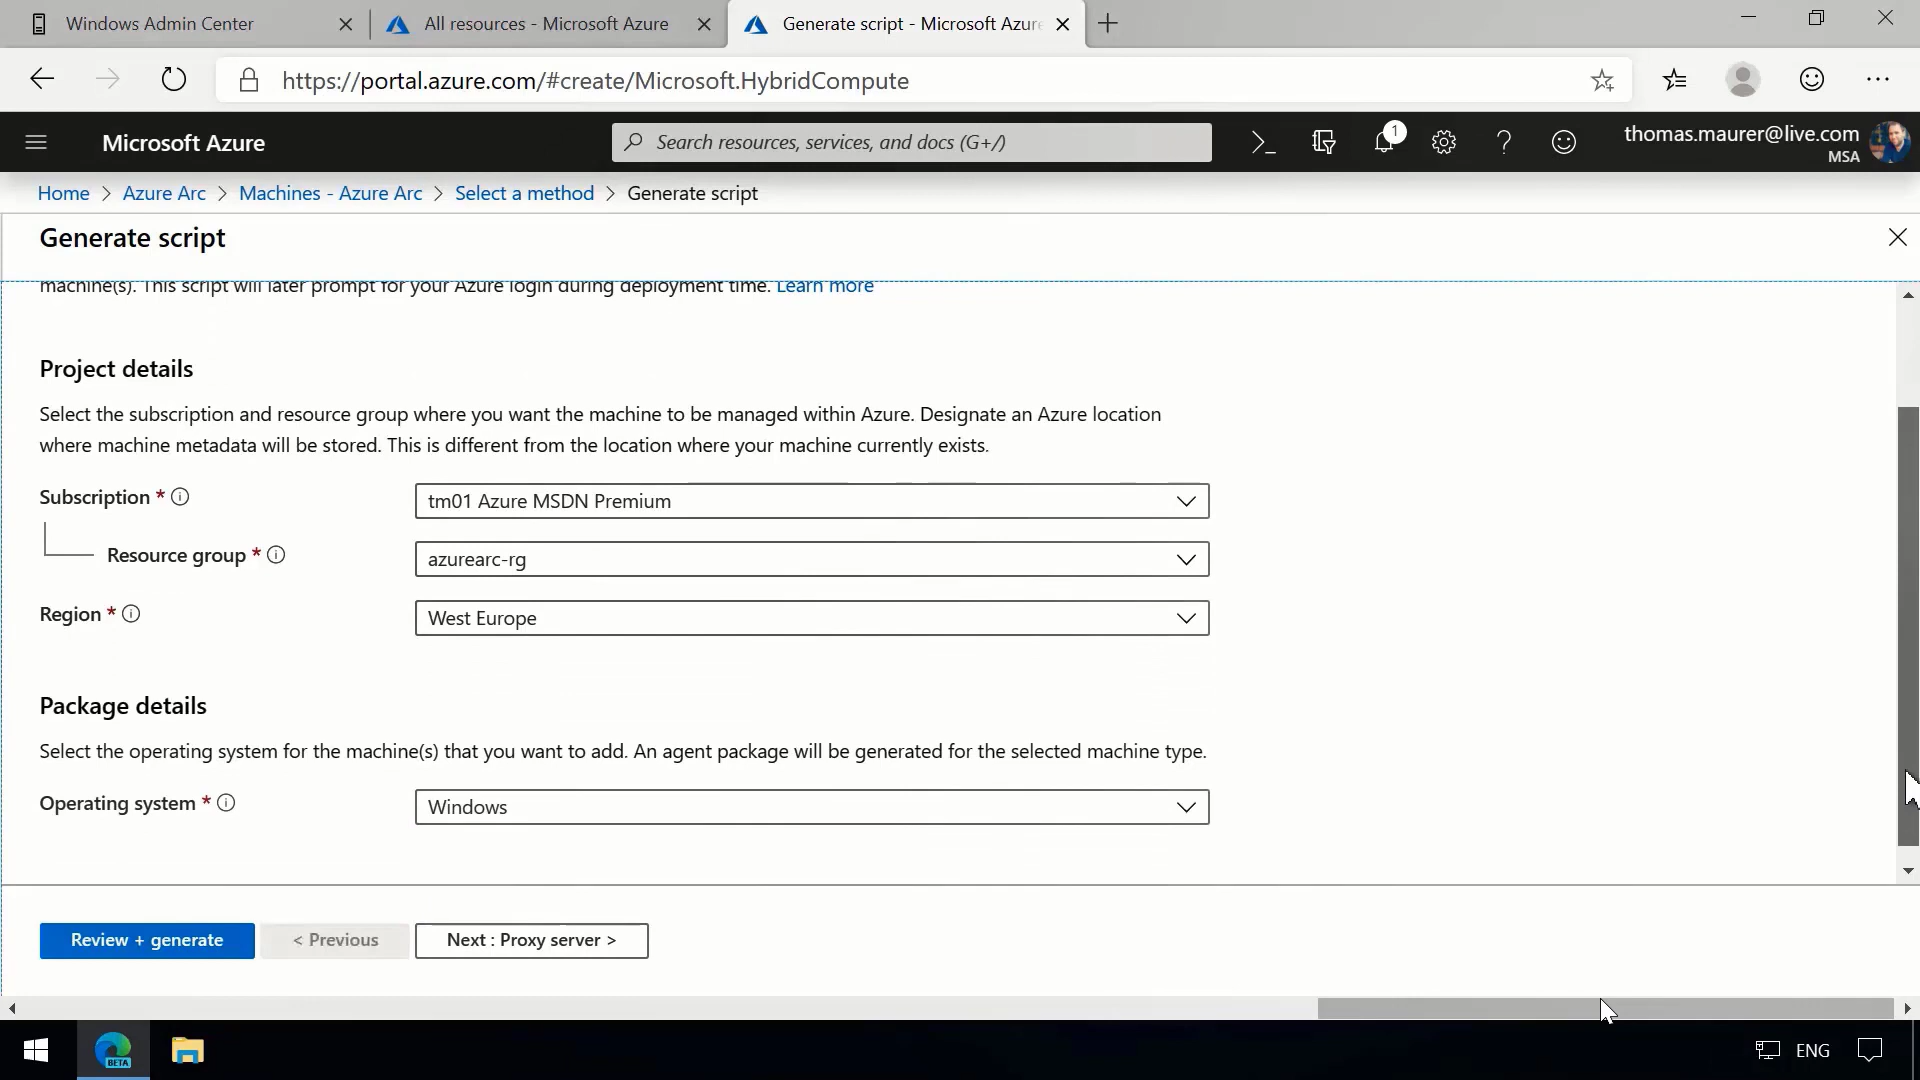 Windows Admin Center
All resources - Microsoft Azure
Generate script - Microsoft Azure
https://portal.azure.com/#create/Microsoft.HybridCompute
Microsoft Azure
Search resources, services, and docs (G+/)
1
thomas.maurer@live.com
MSA
Home > Azure Arc > Machines - Azure Arc > Select a method > Generate script
Generate script
machine(s). This script will later prompt for your Azure login during deployment time. Learn more
Project details
Select the subscription and resource group where you want the machine to be managed within Azure. Designate an Azure location
where machine metadata will be stored. This is different from the location where your machine currently exists.
Subscription *
tm01 Azure MSDN Premium
Resource group *
azurearc-rg
Region *
West Europe
Package details
Select the operating system for the machine(s) that you want to add. An agent package will be generated for the selected machine type.
Operating system *
Windows
Review + generate
< Previous
Next : Proxy server >
BETA
ENG